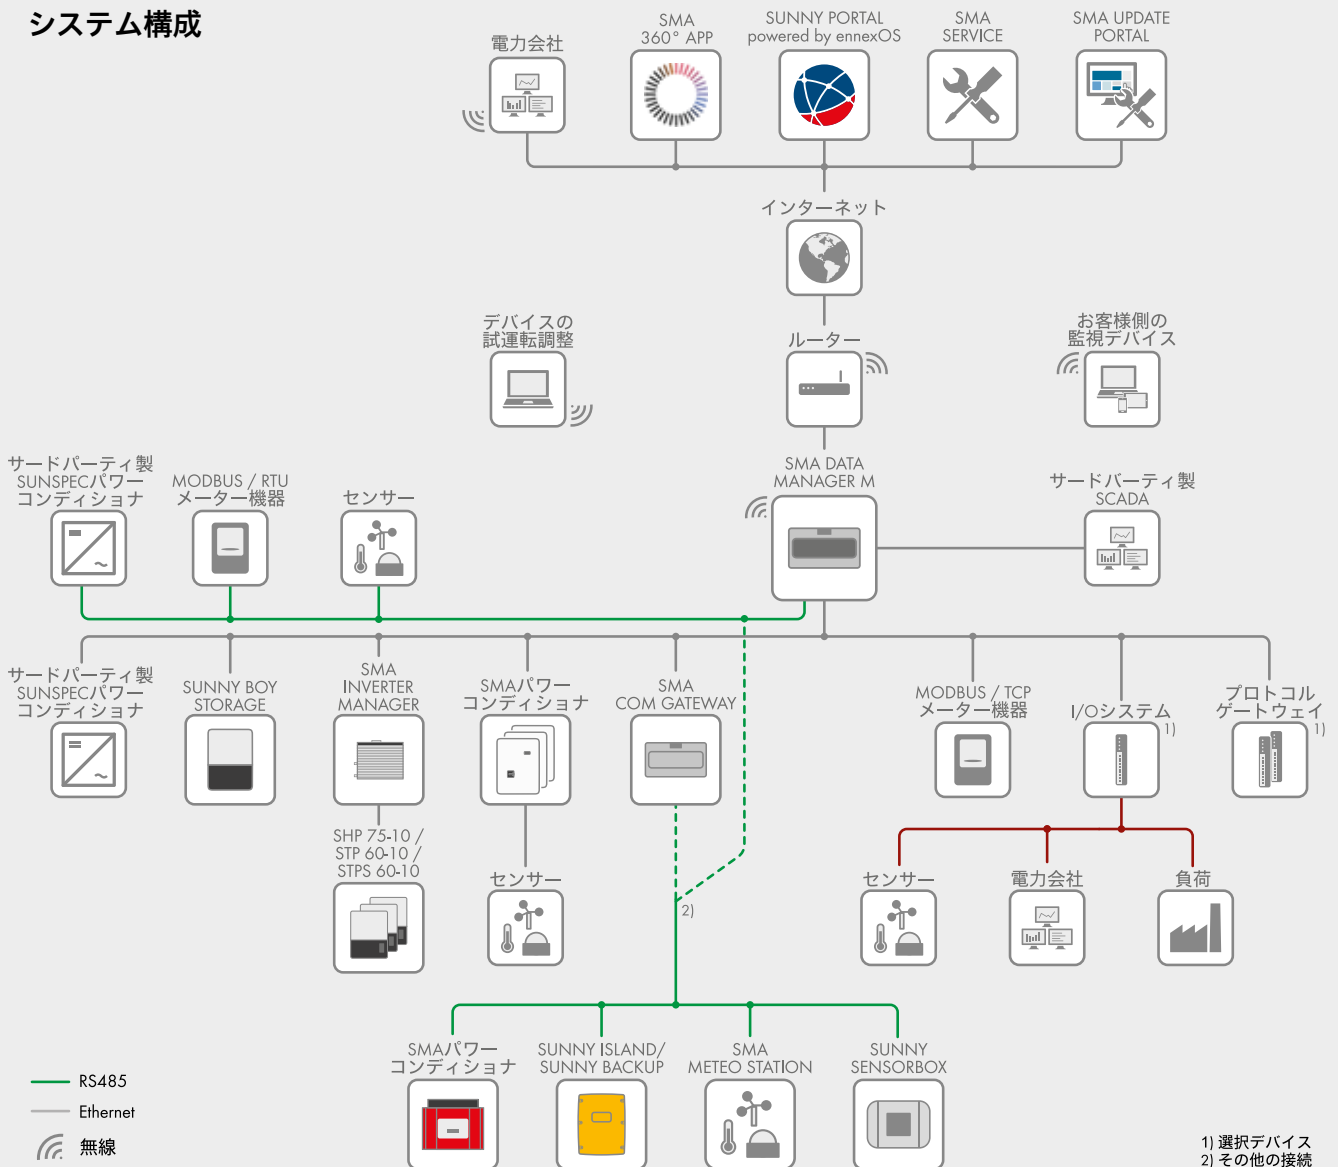 システム構成
電力会社
SMA
360° APP
SUNNY PORTAL
powered by ennexOS
SMA
SERVICE
SMA UPDATE
PORTAL
インターネット
デバイスの
試運転調整
ルーター
お客様側の
監視デバイス
サードパーティ製
SUNSPECパワー
コンディショナ
MODBUS / RTU
メーター機器
センサー
SMA DATA
MANAGER M
サードパーティ製
SCADA
サードパーティ製
SUNSPECパワー
コンディショナ
SUNNY BOY
STORAGE
SMA
INVERTER
MANAGER
SMAパワー
コンディショナ
SMA
COM GATEWAY
MODBUS / TCP
メーター機器
I/Oシステム
1)
プロトコル
ゲートウェイ
1)
SHP 75-10 /
STP 60-10 /
STPS 60-10
センサー
2)
センサー
電力会社
負荷
SMAパワー
コンディショナ
SUNNY ISLAND/
SUNNY BACKUP
SMA
METEO STATION
SUNNY
SENSORBOX
RS485
Ethernet
無線
1) 選択デバイス
2) その他の接続